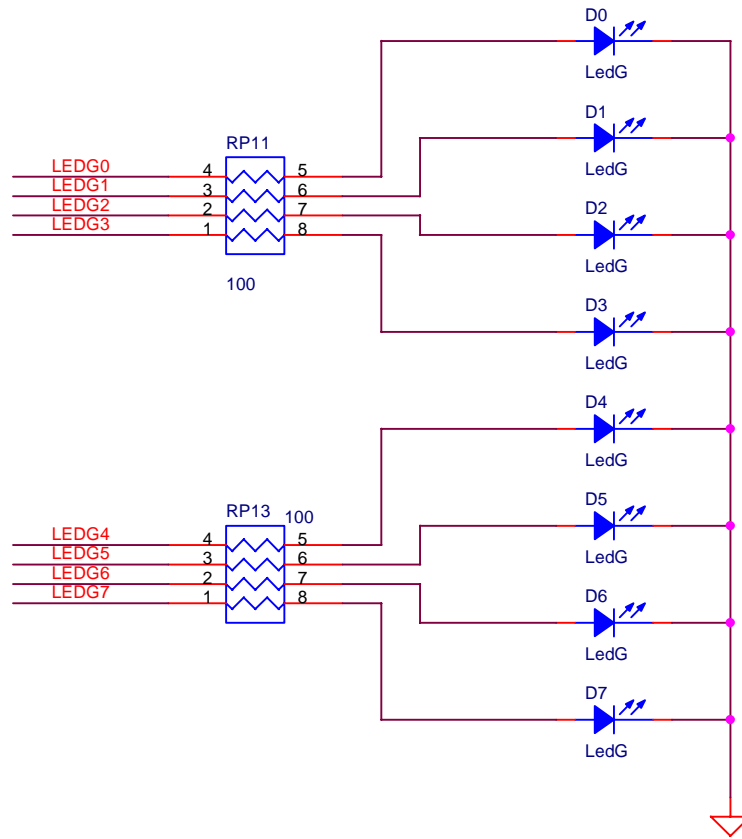 D0
LedG
D1
LedG
RP11
LEDG0 4 5
LEDG1 3 6
LEDG2 2 7
LEDG3 1 8
100
D2
LedG
D3
LedG
D4
LedG
RP13 100
LEDG4 4 5
LEDG5 3 6
LEDG6 2 7
LEDG7 1 8
D5
LedG
D6
LedG
D7
LedG